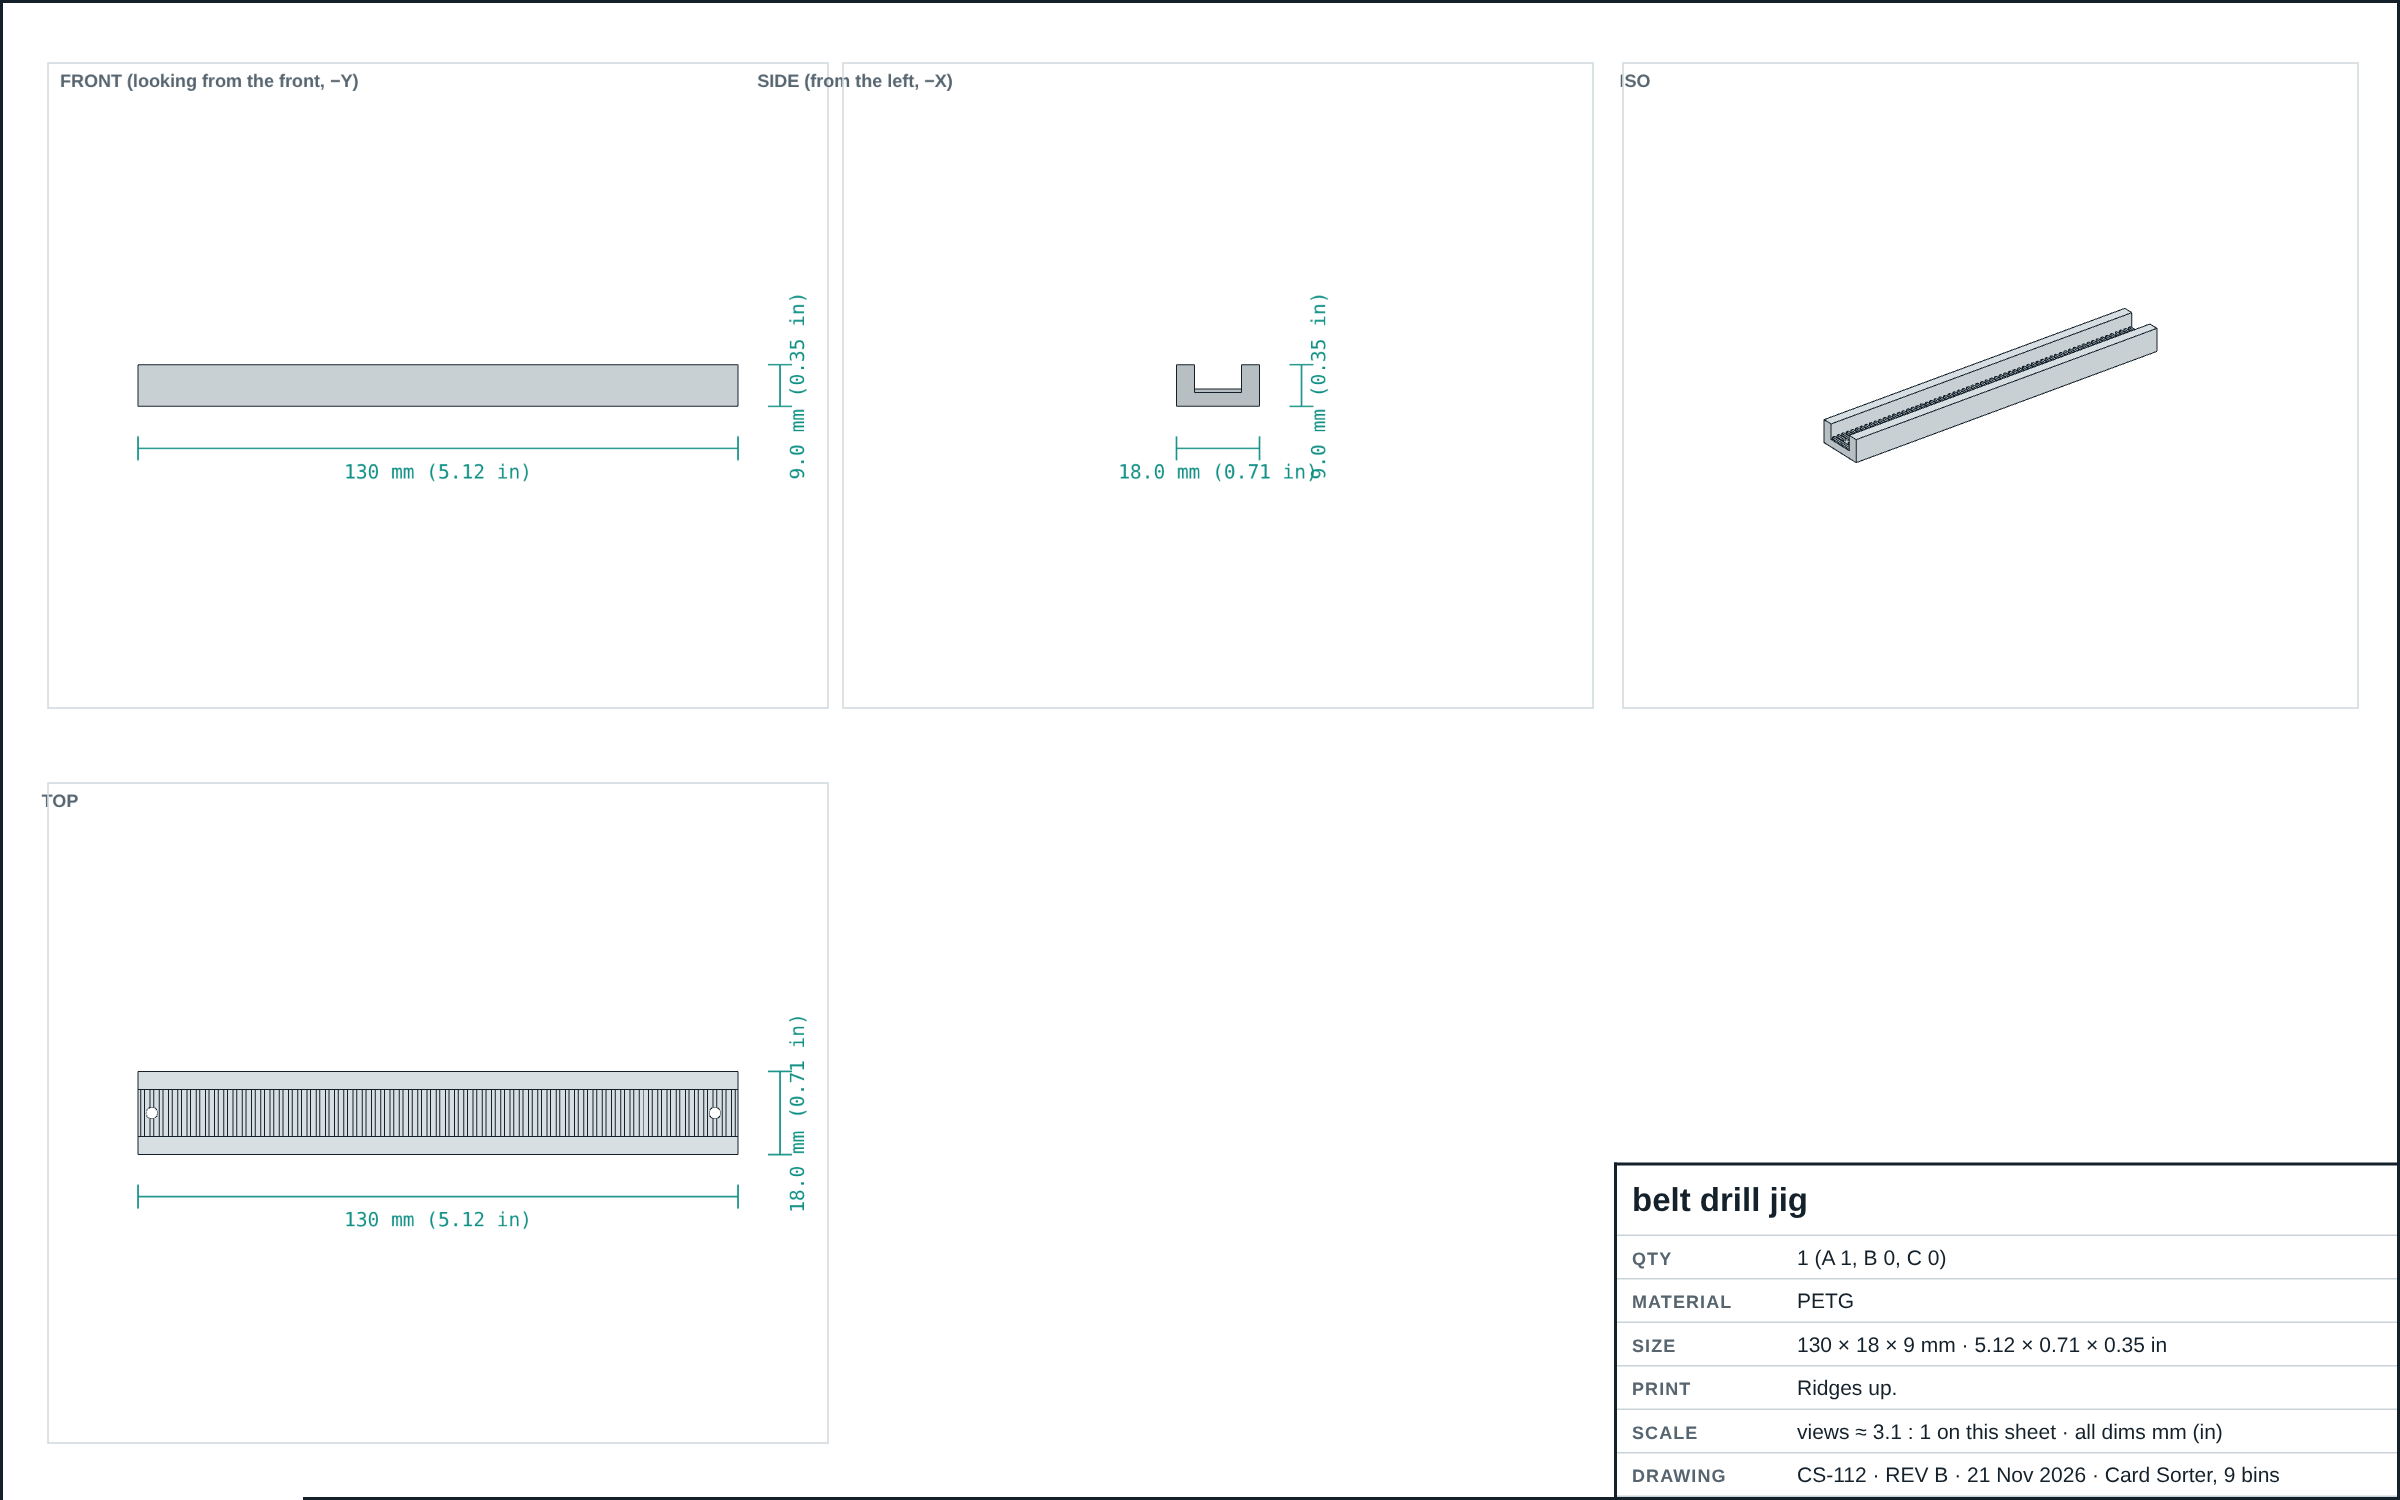 FRONT (looking from the front, −Y)
SIDE (from the left, −X)
ISO
9.0 mm (0.35 in)
130 mm (5.12 in)
9.0 mm (0.35 in)
18.0 mm (0.71 in)
TOP
18.0 mm (0.71 in)
130 mm (5.12 in)
belt drill jig
QTY 1 (A 1, B 0, C 0)
MATERIAL PETG
SIZE 130 × 18 × 9 mm · 5.12 × 0.71 × 0.35 in
PRINT Ridges up.
SCALE views ≈ 3.1 : 1 on this sheet · all dims mm (in)
DRAWING CS-112 · REV B · 21 Nov 2026 · Card Sorter, 9 bins